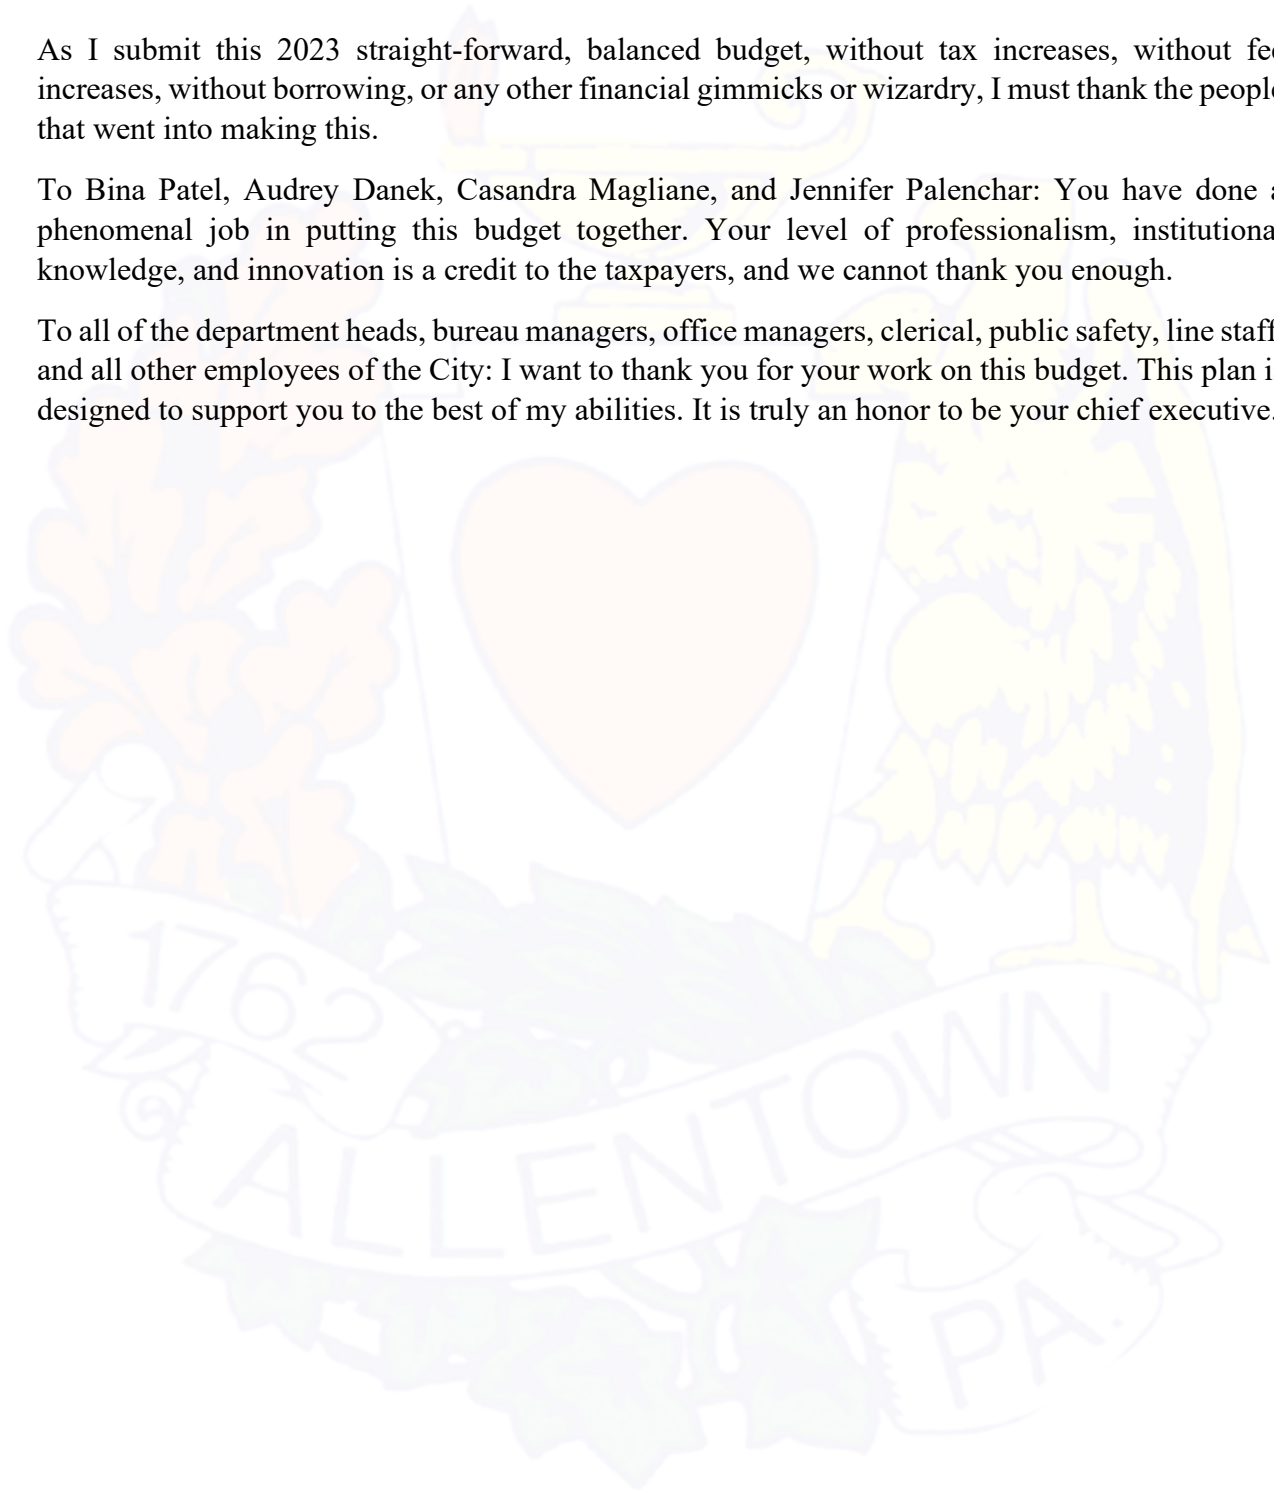 As I submit this 2023 straight-forward, balanced budget, without tax increases, without fee
increases, without borrowing, or any other financial gimmicks or wizardry, I must thank the people
that went into making this.
To Bina Patel, Audrey Danek, Casandra Magliane, and Jennifer Palenchar: You have done a
phenomenal job in putting this budget together. Your level of professionalism, institutiona
knowledge, and innovation is a credit to the taxpayers, and we cannot thank you enough.
To all of the department heads, bureau managers, office managers, clerical, public safety, line staff
and all other employees of the City: I want to thank you for your work on this budget. This plan i
designed to support you to the best of my abilities. It is truly an honor to be your chief executive.
1762
ALLENTOWN
PA.